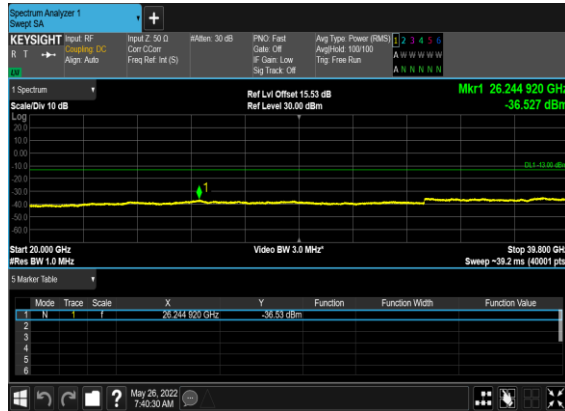 Spectrum Analyzer 1
Swept SA
KEYSIGHT
R T
LW
Input: RF
Coupling: DC
Align: Auto
Input Z: 50 Ω
Corr CCorr
Freq Ref: Int (S)
#Atten: 30 dB
PNO: Fast
Gate: Off
IF Gain: Low
Sig Track: Off
Avg Type: Power (RMS)
Avg|Hold: 100/100
Trig: Free Run
1 2 3 4 5 6
A W W W W W
A N N N N N
1 Spectrum
Scale/Div 10 dB
Ref Lvl Offset 15.53 dB
Ref Level 30.00 dBm
Mkr1 26.244 920 GHz
-36.527 dBm
Log
20.0
10.0
0.00
-10.0
DL1 -13.00 dBm
-20.0
-30.0
1
-40.0
-50.0
-60.0
Start 20.000 GHz
Video BW 3.0 MHz*
Stop 39.800 GHz
#Res BW 1.0 MHz
Sweep ~39.2 ms (40001 pts
5 Marker Table
Mode Trace Scale X Y Function Function Width Function Value
1 N 1 f 26.244 920 GHz -36.53 dBm
2
3
4
5
6
May 26, 2022
7:40:30 AM